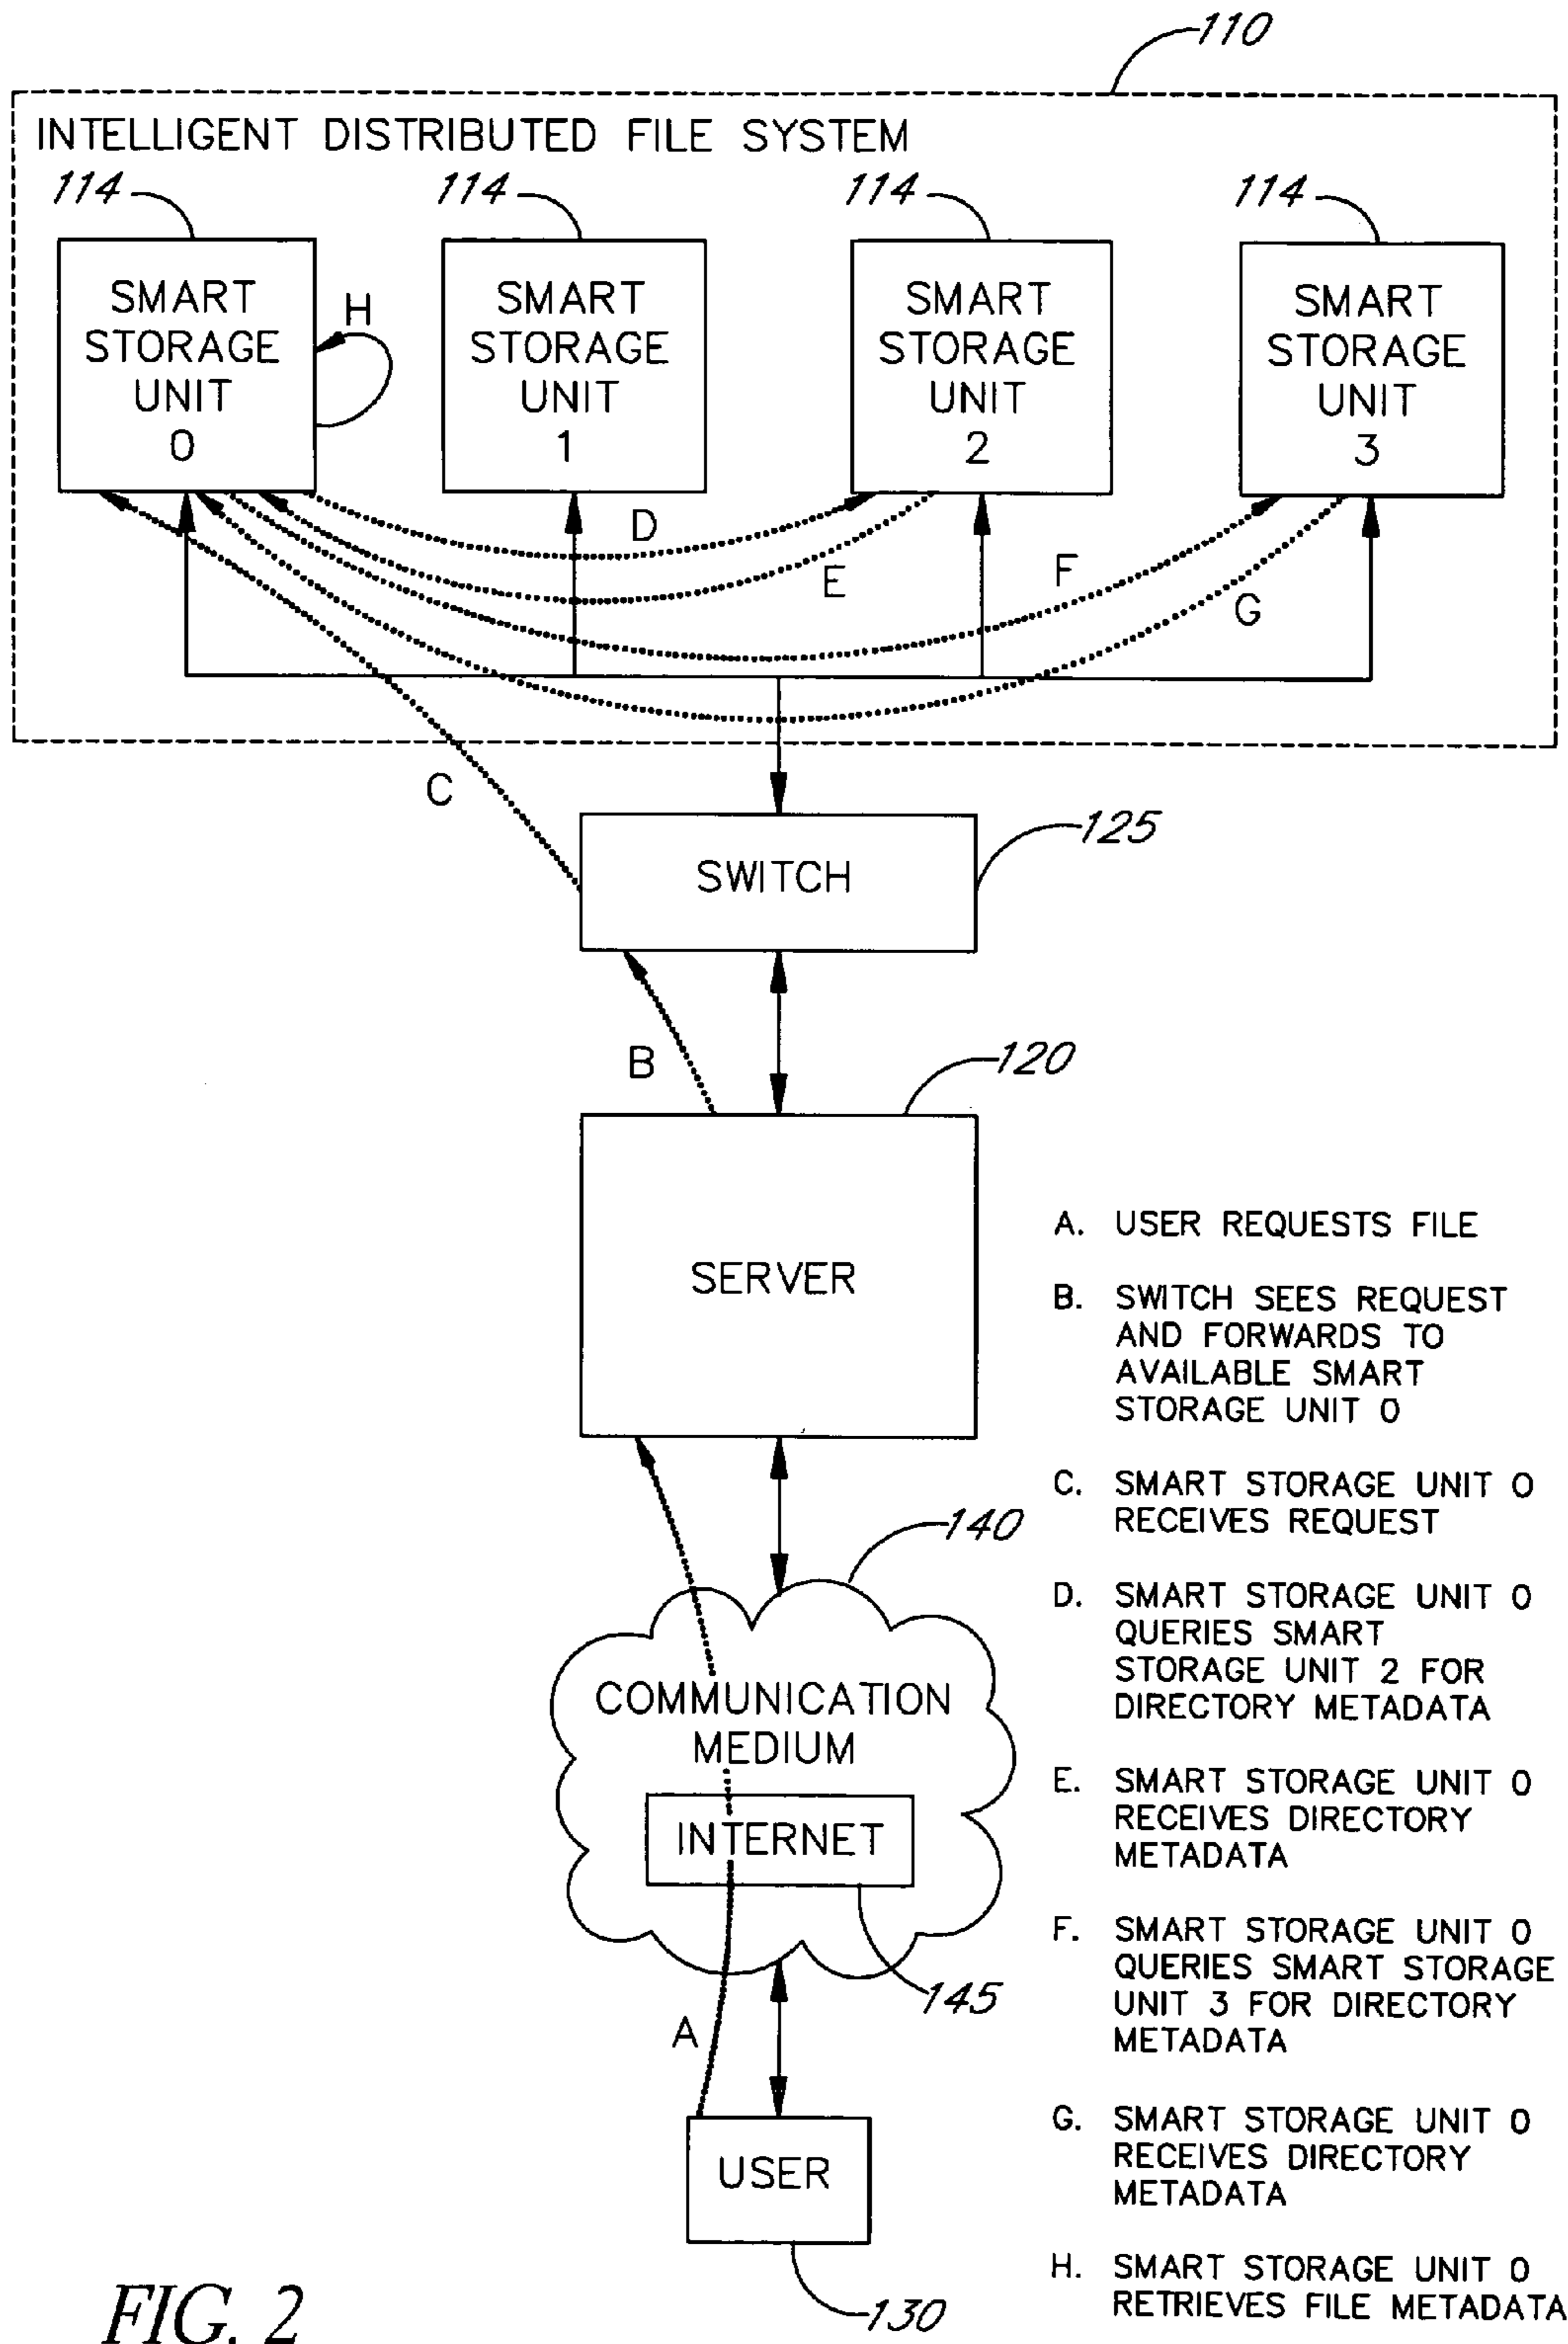 110
INTELLIGENT DISTRIBUTED FILE SYSTEM
114
114
114
114
SMART
STORAGE
UNIT
0
H
SMART
STORAGE
UNIT
1
SMART
STORAGE
UNIT
2
SMART
STORAGE
UNIT
3
D
E
F
G
C
SWITCH
125
B
120
SERVER
140
COMMUNICATION
MEDIUM
INTERNET
145
A
USER
130
A. USER REQUESTS FILE
B. SWITCH SEES REQUEST
AND FORWARDS TO
AVAILABLE SMART
STORAGE UNIT 0
C. SMART STORAGE UNIT 0
RECEIVES REQUEST
D. SMART STORAGE UNIT 0
QUERIES SMART
STORAGE UNIT 2 FOR
DIRECTORY METADATA
E. SMART STORAGE UNIT 0
RECEIVES DIRECTORY
METADATA
F. SMART STORAGE UNIT 0
QUERIES SMART STORAGE
UNIT 3 FOR DIRECTORY
METADATA
G. SMART STORAGE UNIT 0
RECEIVES DIRECTORY
METADATA
H. SMART STORAGE UNIT 0
RETRIEVES FILE METADATA
FIG. 2